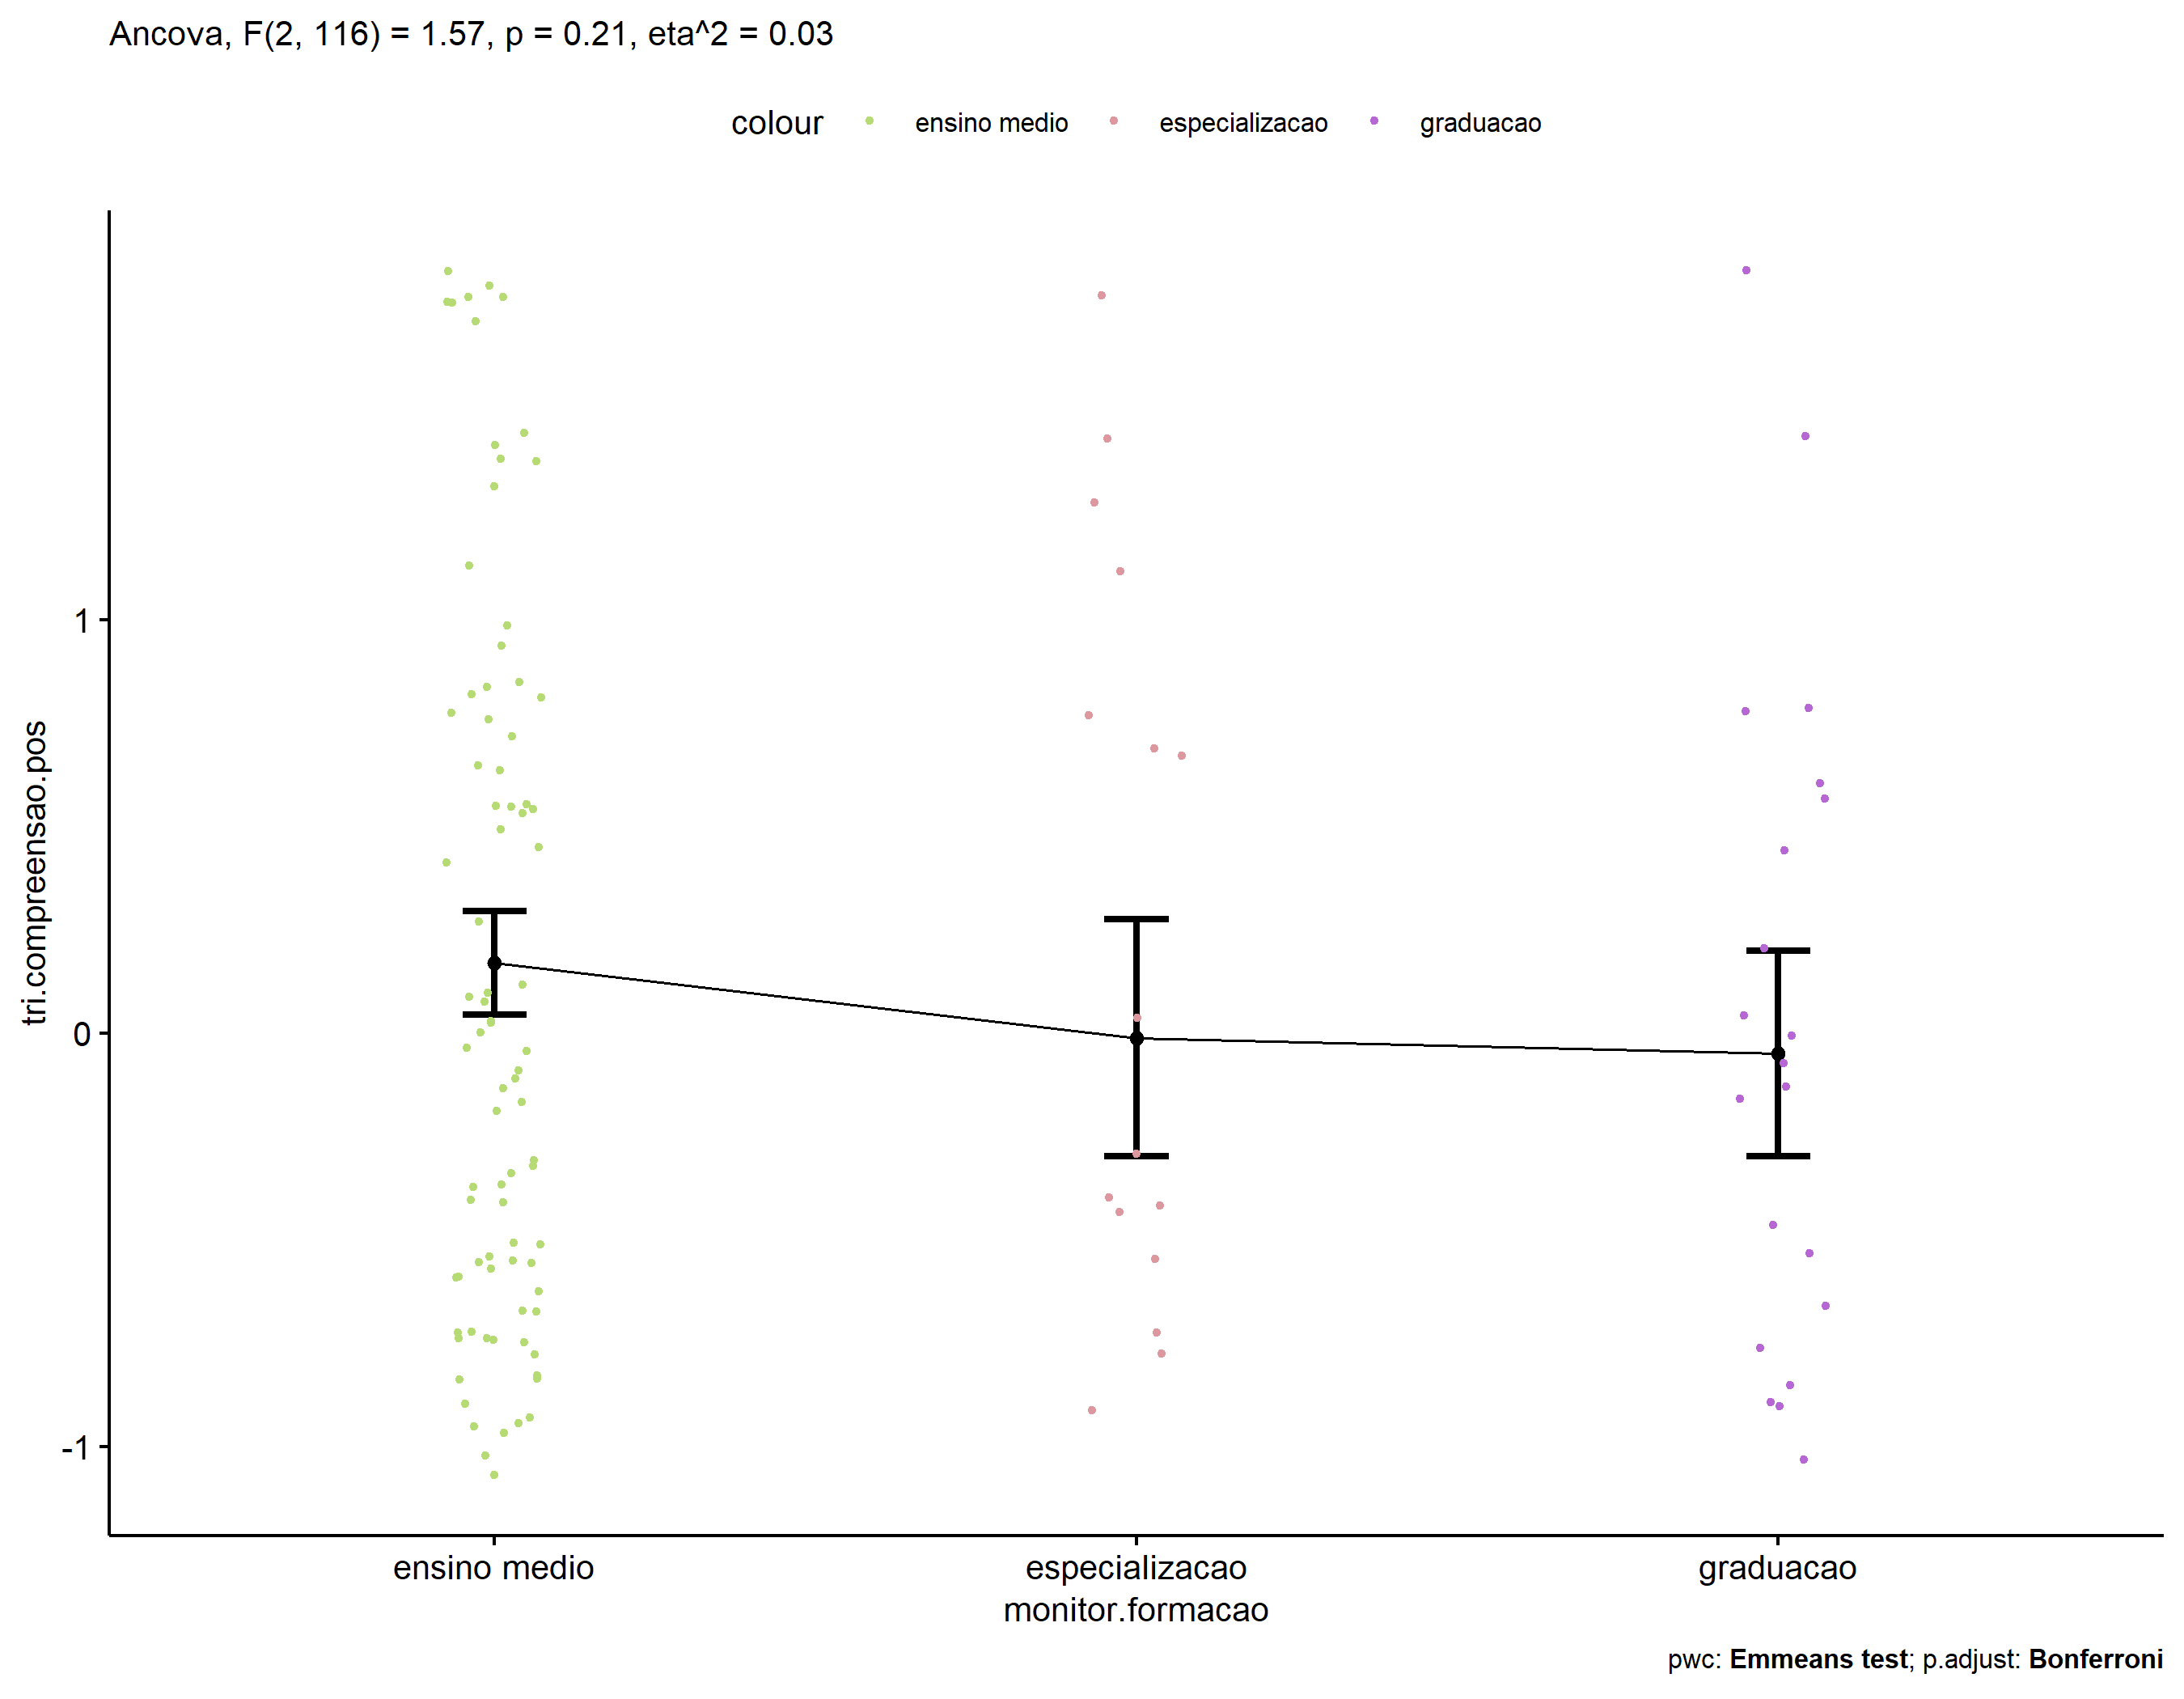 Ancova, F(2, 116) = 1.57, p = 0.21, eta^2 = 0.03
colour ensino medio especializacao graduacao
tri.compreensao.pos
1
0
-1
ensino medio especializacao graduacao
monitor.formacao
pwc: Emmeans test; p.adjust: Bonferroni